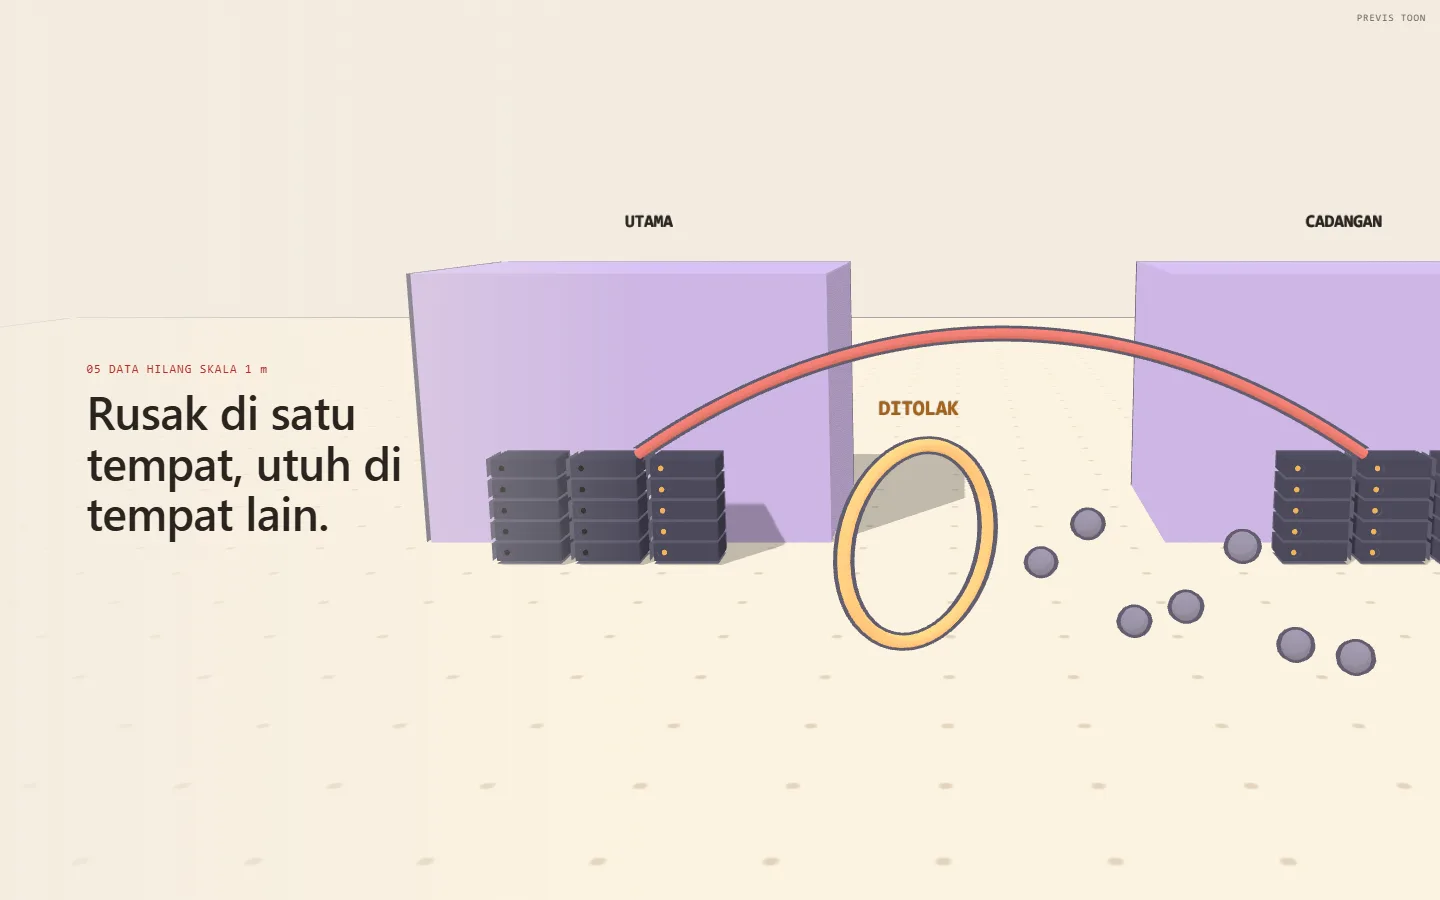 PREVIS TOON
UTAMA
CADANGAN
05 DATA HILANG SKALA 1 m
Rusak di satu
tempat, utuh di
tempat lain.
DITOLAK